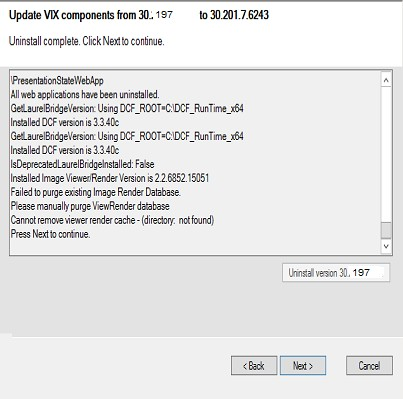 Update VIX components from 30.. 197 to 30.201.7.6243
Uninstall complete. Click Next to continue.
\PresentationStateWebApp
All web applications have been uninstalled.
GetLaurelBridgeVersion: Using DCF_ROOT=C:\DCF_RunTime_x64
Installed DCF version is 3.3.40c
GetLaurelBridgeVersion: Using DCF_ROOT=C:\DCF_RunTime_x64
Installed DCF version is 3.3.40c
IsDeprecatedLaurelBridgeInstalled: False
Installed Image Viewer/Render Version is 2.2.6852.15051
Failed to purge existing Image Render Database.
Please manually purge ViewRender database
Cannot remove viewer render cache - (directory: not found)
Press Next to continue.
Uninstall version 30.. 197
< Back Next > Cancel